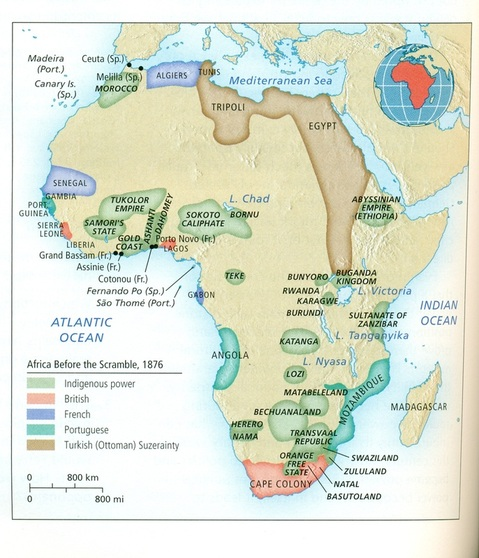 Madeira
(Port.)
Ceuta (Sp.)
Melilla (Sp.)
Canary Is.
(Sp.)
MOROCCO
ALGIERS
TUNIS
Mediterranean Sea
TRIPOLI
EGYPT
SENEGAL
GAMBIA
PORT.
GUINEA
SIERRA
LEONE
LIBERIA
TUKOLOR
EMPIRE
SAMORI'S
STATE
GOLD
COAST
ASHANTI
DAHOMEY
Grand Bassam (Fr.)
Assinie (Fr.)
Cotonou (Fr.)
Porto Novo (Fr.)
LAGOS
SOKOTO
CALIPHATE
L. Chad
BORNU
ABYSSINIAN
EMPIRE
(ETHIOPIA)
Fernando Po (Sp.)
São Thomé (Port.)
GABON
TEKE
BUNYORO
BUGANDA
KINGDOM
RWANDA
KARAGWE
BURUNDI
L. Victoria
SULTANATE OF
ZANZIBAR
INDIAN
OCEAN
ATLANTIC
OCEAN
L. Tanganyika
ANGOLA
KATANGA
L. Nyasa
LOZI
MATABELELAND
MOZAMBIQUE
MADAGASCAR
BECHUANALAND
HERERO
NAMA
TRANSVAAL
REPUBLIC
ORANGE
FREE
STATE
CAPE COLONY
SWAZILAND
ZULULAND
NATAL
BASUTOLAND
Africa Before the Scramble, 1876
Indigenous power
British
French
Portuguese
Turkish (Ottoman) Suzerainty
0 800 km
0 800 mi